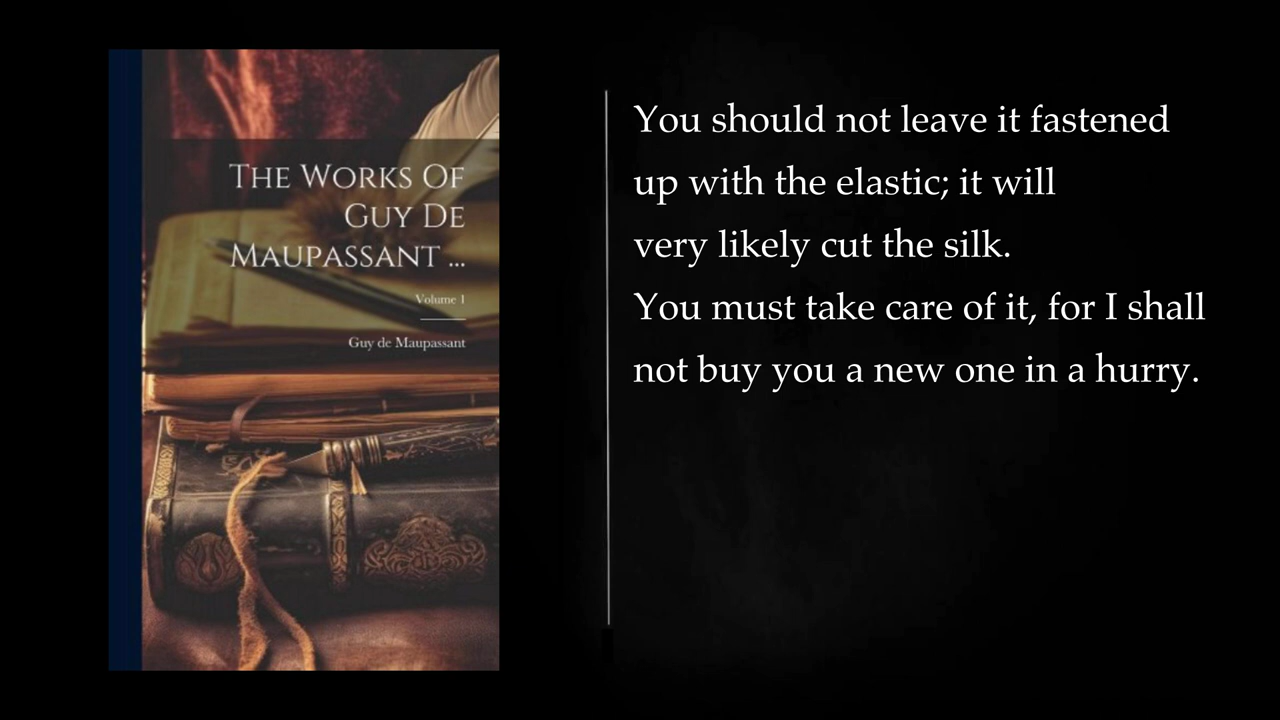 The Works Of
Guy De
Maupassant ...
Volume 1
Guy de Maupassant
You should not leave it fastened
up with the elastic; it will
very likely cut the silk.
You must take care of it, for I shall
not buy you a new one in a hurry.